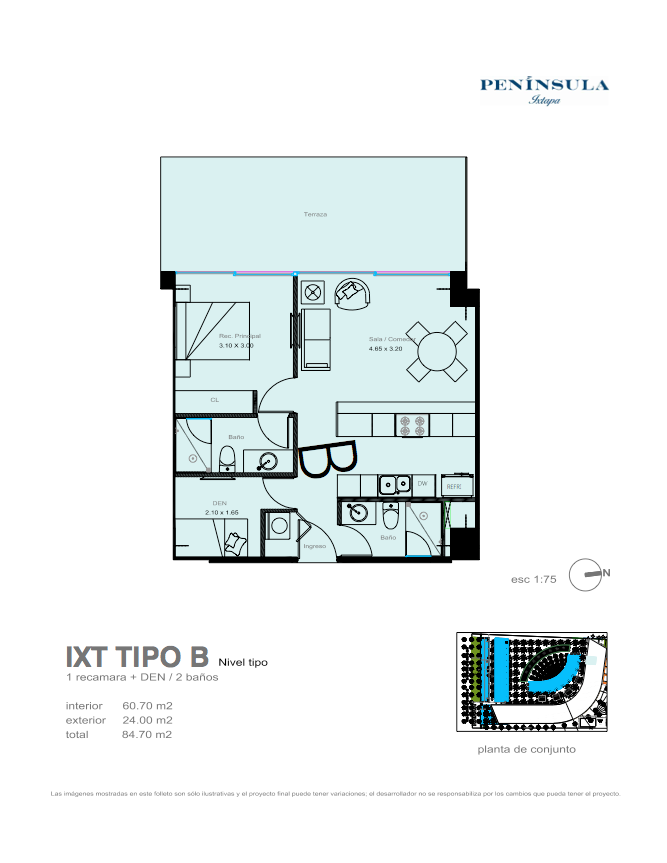 PENÍNSULA
Ixtapa
Terraza
Rec. Principal
3.10 X 3.00
Sala / Comedor
4.65 x 3.20
CL
Baño
B
DW
REFRI
DEN
2.10 x 1.65
Baño
Ingreso
esc 1:75
N
IXT TIPO B Nivel tipo
1 recamara + DEN / 2 baños
interior 60.70 m2
exterior 24.00 m2
total 84.70 m2
planta de conjunto
Las imágenes mostradas en este folleto son sólo ilustrativas y el proyecto final puede tener variaciones; el desarrollador no se responsabiliza por los cambios que pueda tener el proyecto.